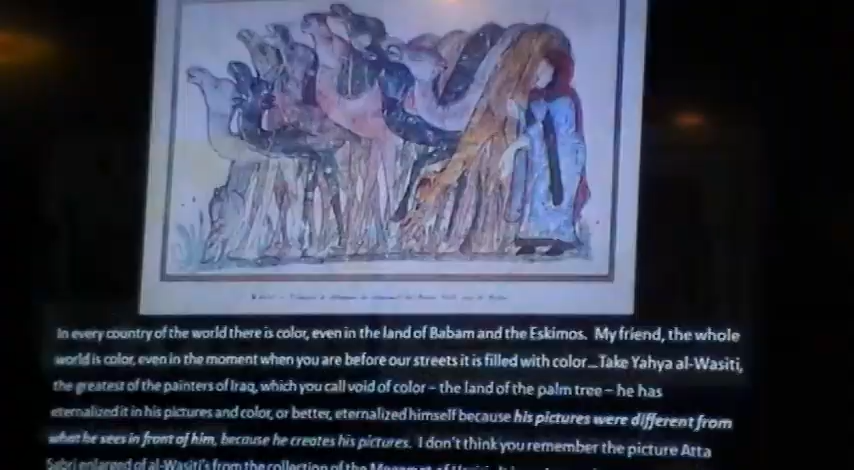 In every country of the world there is color, even in the land of Babam and the Eskimos. My friend, the whole
world is color, even in the moment when you are before our streets it is filled with color... Take Yahya al-Wasiti,
the greatest of the painters of Iraq, which you call void of color – the land of the palm tree – he has
eternalized it in his pictures and color, or better, eternalized himself because his pictures were different from
what he sees in front of him, because he creates his pictures. I don't think you remember the picture Atta
Sabri enlarged of al-Wasiti's from the collection of the